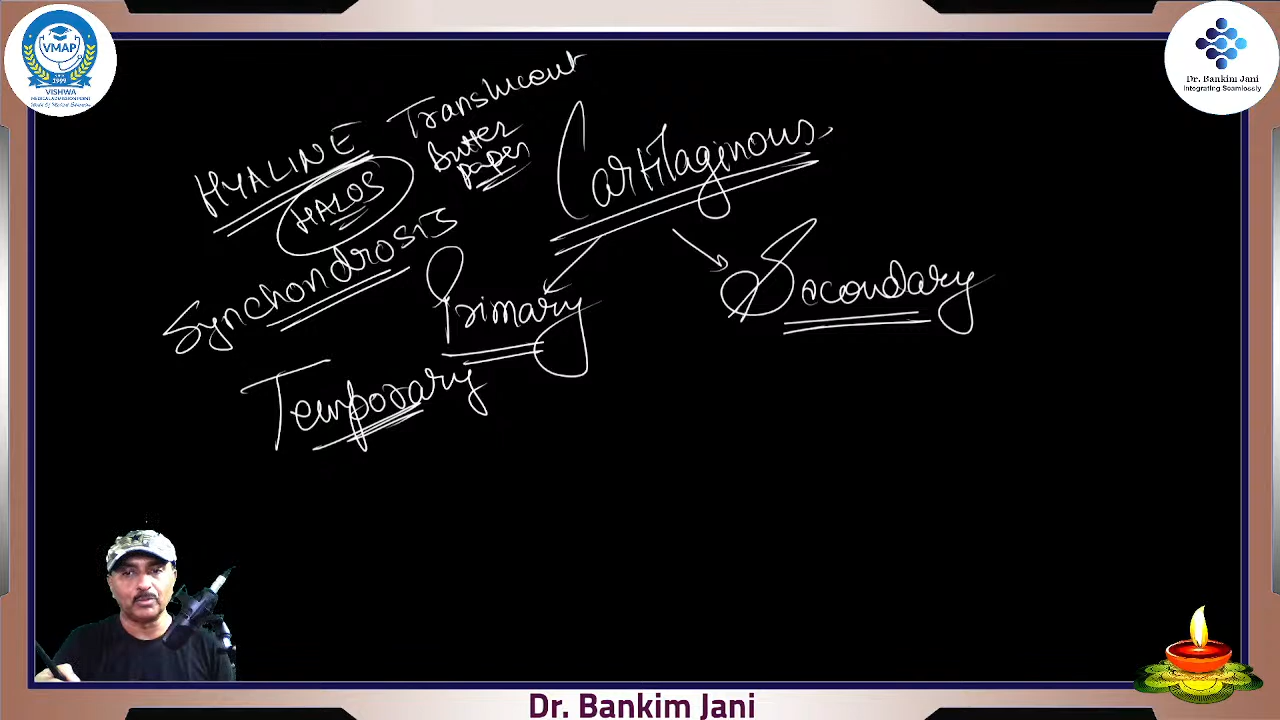 VMAP
1999
VISHWA
Dr. Bankim Jani
Integrating Seamlessly
HYALINE
HALOS
Translucent
Butter
paper
Cartilaginous
Synchondrosis
Primary
Secondary
Temporary
Dr. Bankim Jani